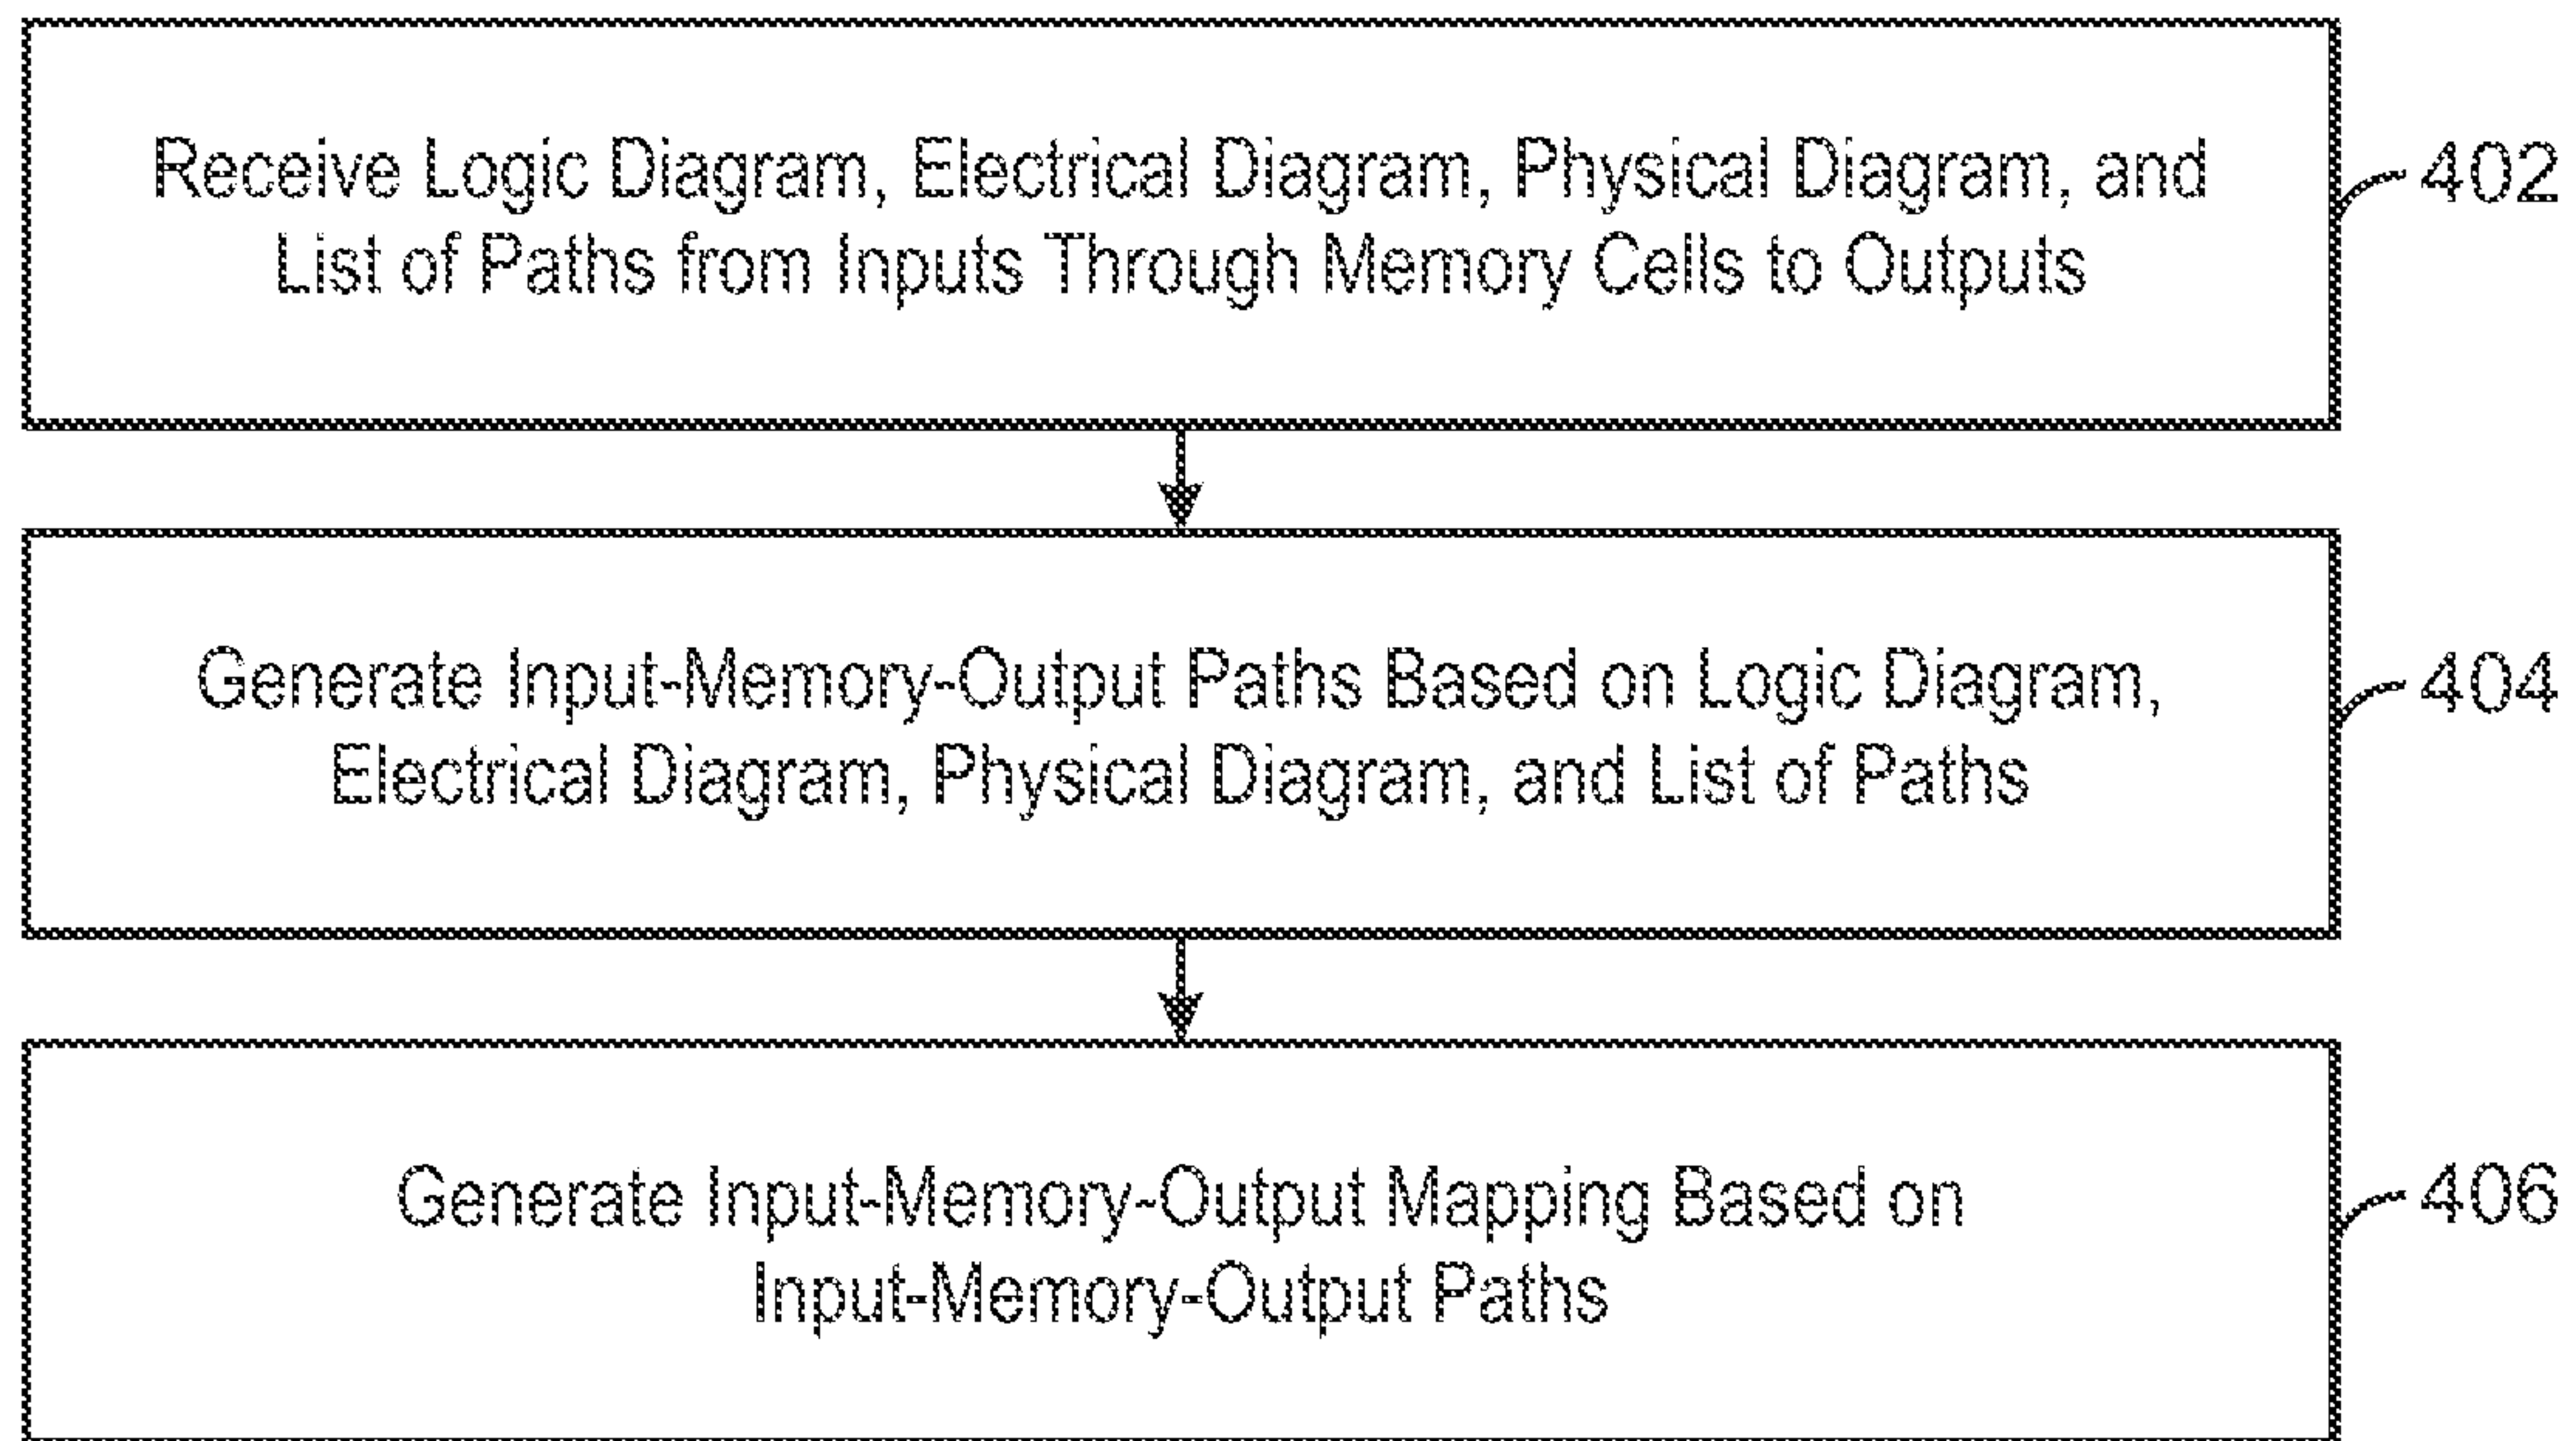 Receive Logic Diagram, Electrical Diagram, Physical Diagram, and
List of Paths from Inputs Through Memory Cells to Outputs
402
Generate Input-Memory-Output Paths Based on Logic Diagram,
Electrical Diagram, Physical Diagram, and List of Paths
404
Generate Input-Memory-Output Mapping Based on
Input-Memory-Output Paths
406